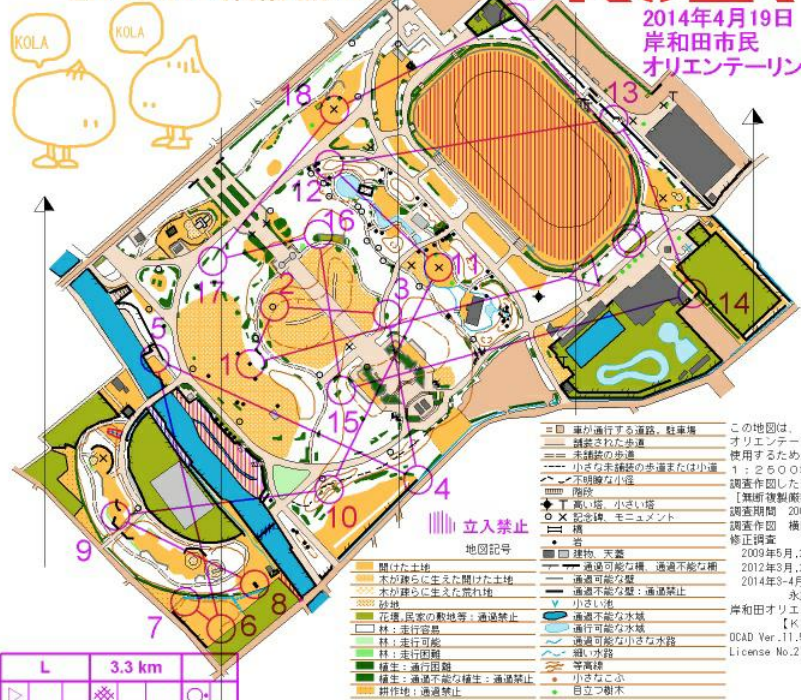 KOLA
KOLA
2014年4月19日
岸和田市民
オリエンテーリン
18
13
12
16
11
17
2
3
14
5
1
15
4
10
9
8
7
6
立入禁止
地図記号
開けた土地
木が疎らに生えた開けた土地
木が疎らに生えた荒れ地
砂地
花壇,民家の敷地等:通過禁止
林:走行容易
林:走行可能
林:走行困難
植生:通行困難
植生:通過不能な植生:通過禁止
耕作地:通過禁止
車が通行する道路、駐車場
舗装された歩道
未舗装の歩道
小さな未舗装の歩道または小道
不明瞭な小径
階段
高い塔、小さい塔
記念碑、モニュメント
橋
岩
建物、天蓋
通過可能な柵、通過不能な柵
通過可能な壁
通過不能な壁:通過禁止
小さい池
通過不能な水域
通行可能な水域
通過可能な小さな水路
細い水路
等高線
小さなこぶ
目立つ樹木
この地図は、
オリエンテー
使用するため
1:2500
調査作図した
[無断複製厳
調査期間 200
調査作図 横
修正調査
2009年5月,
2012年3月,
2014年3-4月
岸和田オリエ
【K
OCAD Ver.11.
License No.2
L 3.3 km